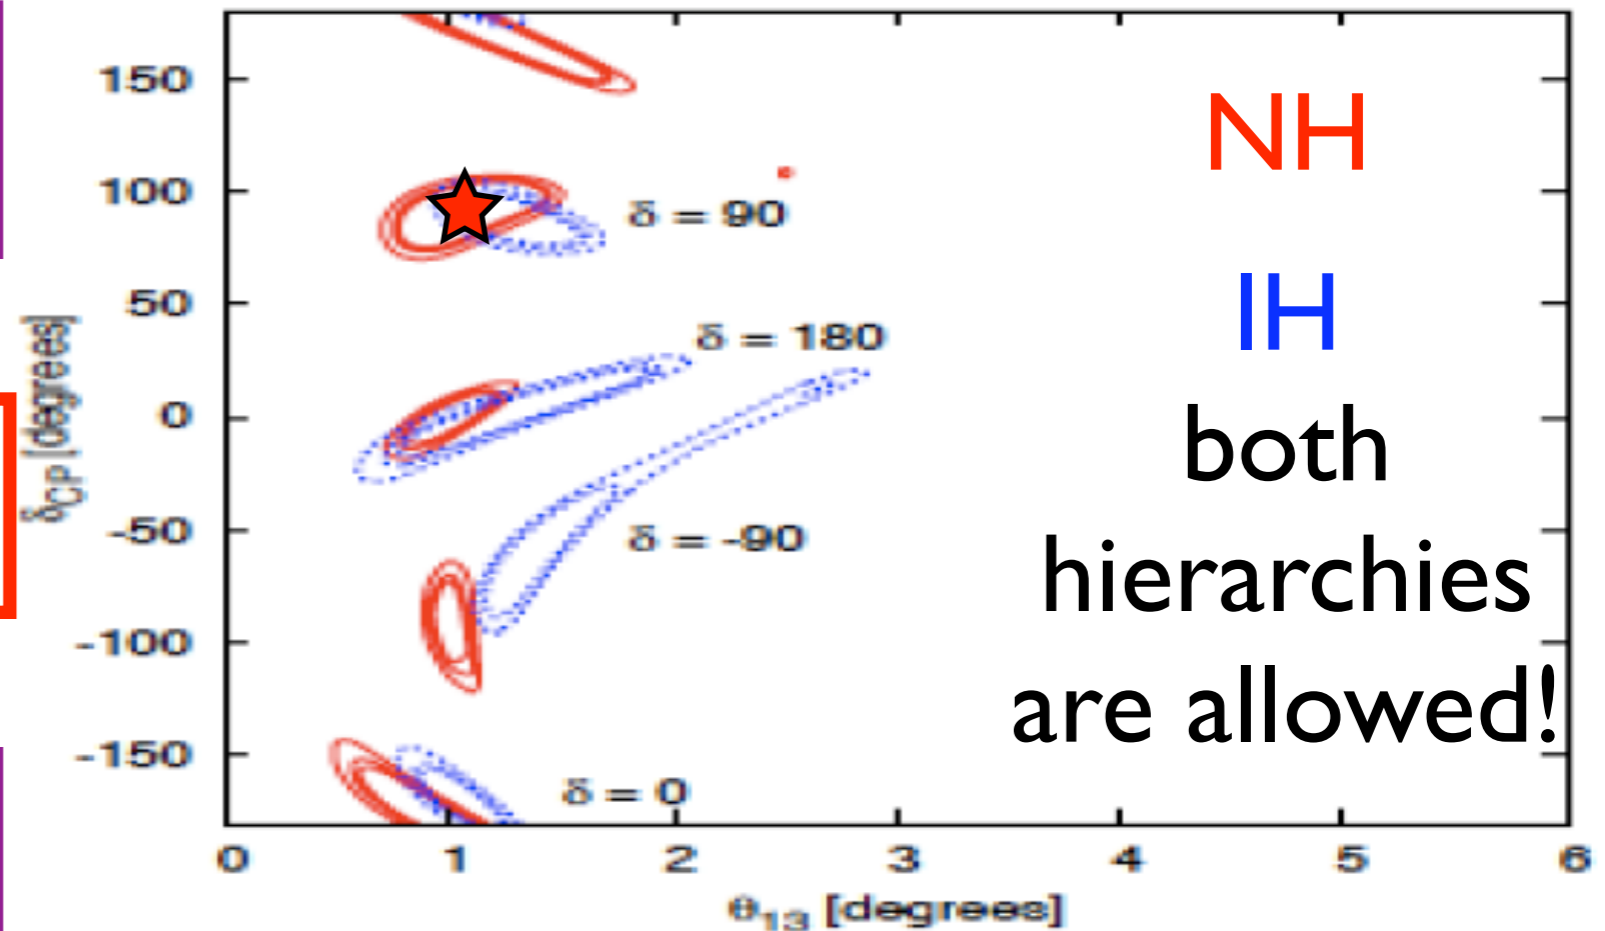 150
100
50
0
-50
-100
-150
δCP [degrees]
δ = 90
δ = 180
δ = -90
δ = 0
NH
IH
both
hierarchies
are allowed!
0 1 2 3 4 5 6
θ13 [degrees]